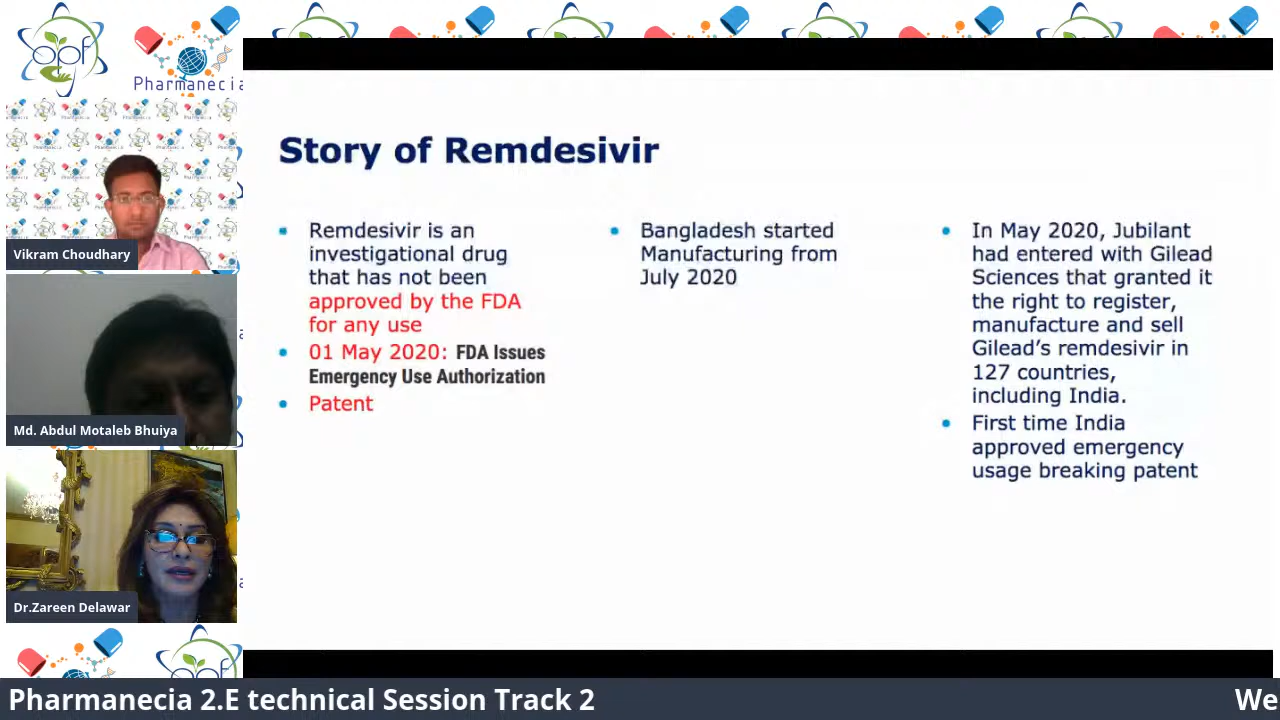 opf
Pharmanecia
Vikram Choudhary
Md. Abdul Motaleb Bhuiya
Dr.Zareen Delawar
Story of Remdesivir
• Remdesivir is an
investigational drug
that has not been
approved by the FDA
for any use
• 01 May 2020: FDA Issues
Emergency Use Authorization
• Patent
• Bangladesh started
Manufacturing from
July 2020
• In May 2020, Jubilant
had entered with Gilead
Sciences that granted it
the right to register,
manufacture and sell
Gilead’s remdesivir in
127 countries,
including India.
• First time India
approved emergency
usage breaking patent
Pharmanecia 2.E technical Session Track 2
We